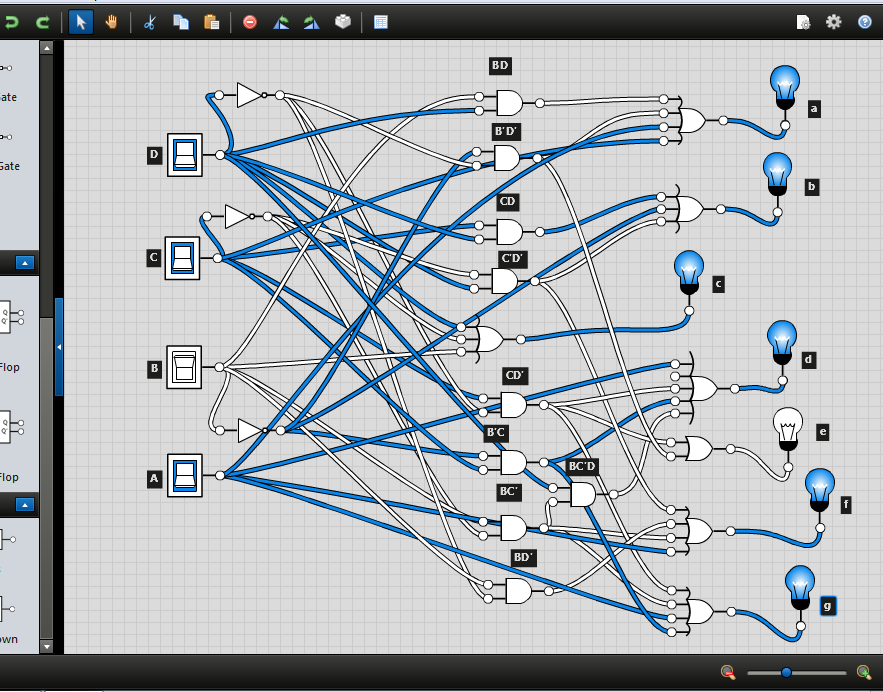 BD
a
ate
B'D'
D
Gate
b
CD
C
C'D'
c
Q
Q'
d
flop
B
CD'
e
Q
Q'
B'C
BC'D
A
flop
BC'
f
BD'
g
own